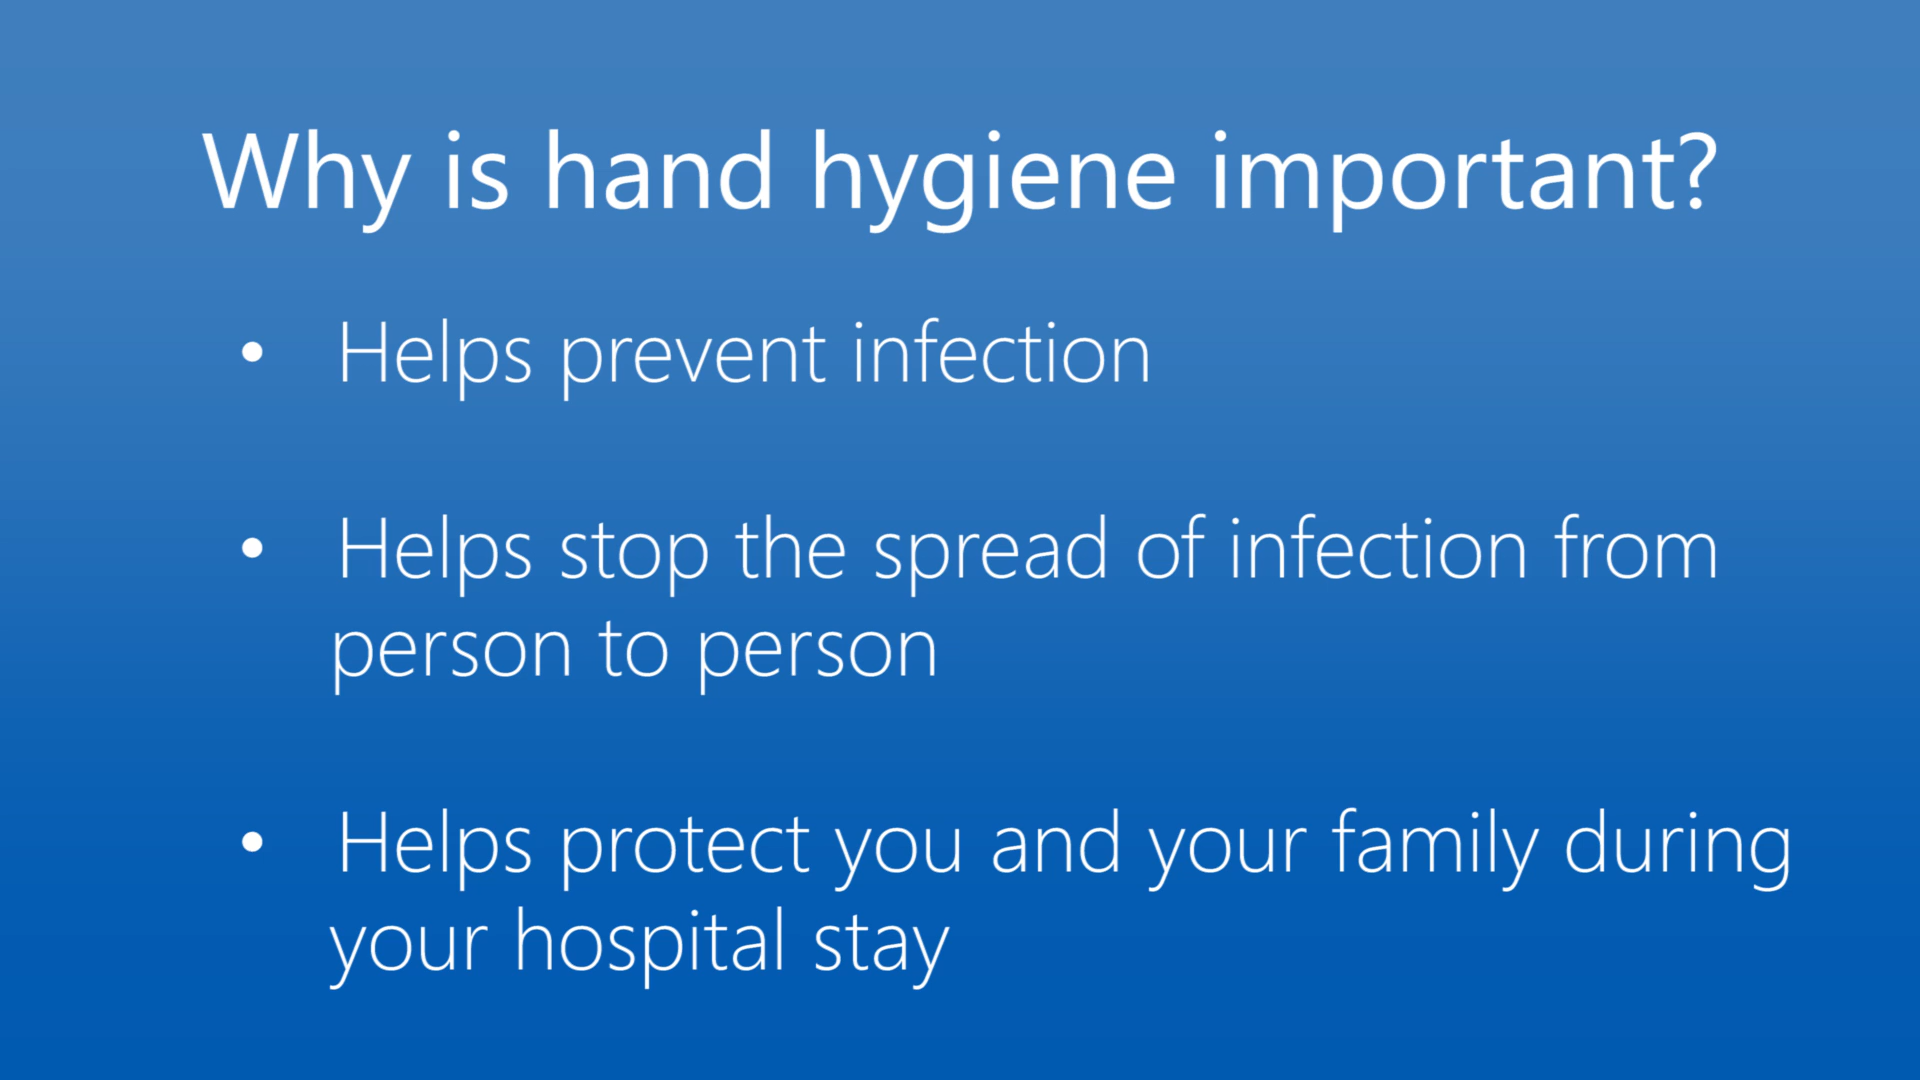 Why is hand hygiene important?
• Helps prevent infection
• Helps stop the spread of infection from
person to person
• Helps protect you and your family during
your hospital stay